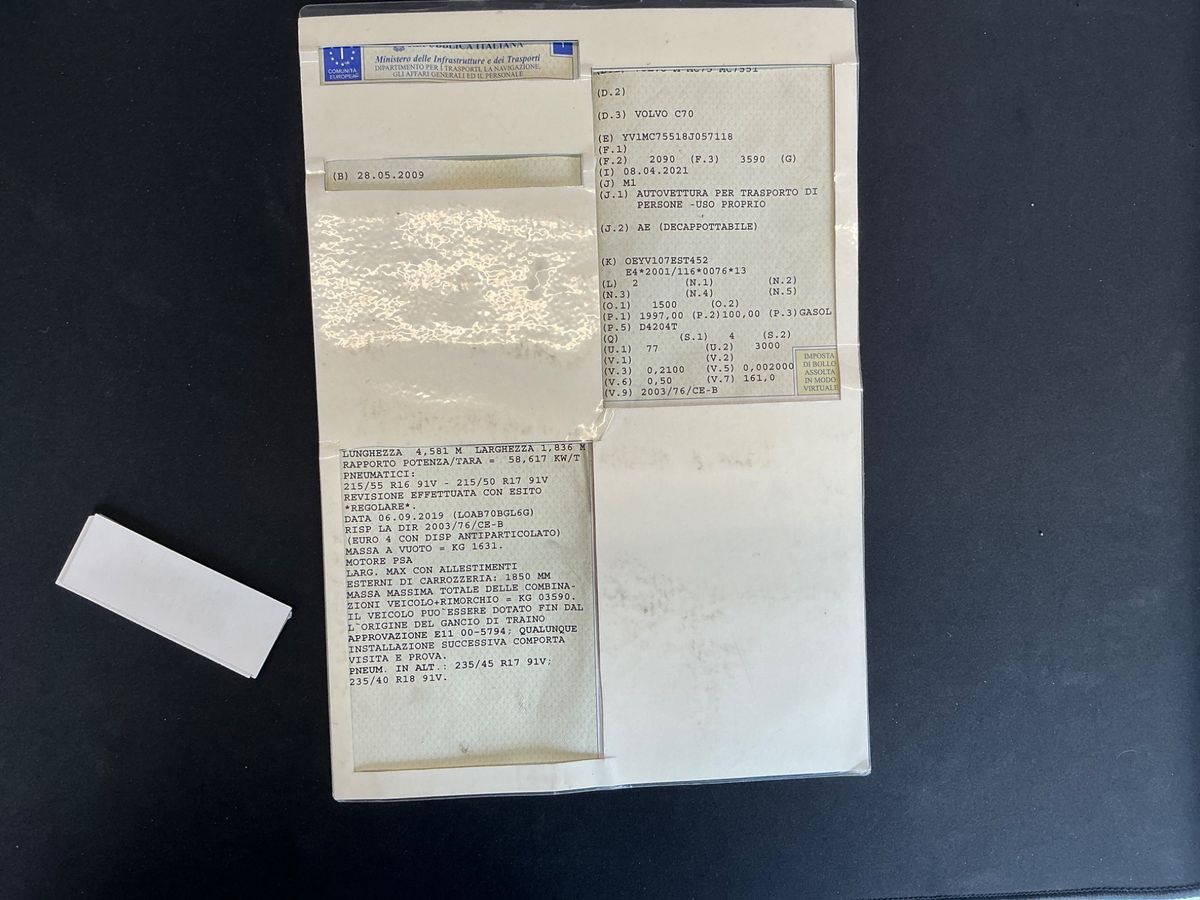 REPUBBLICA ITALIANA
COMUNITÀ
EUROPEA
Ministero delle Infrastrutture e dei Trasporti
DIPARTIMENTO PER I TRASPORTI, LA NAVIGAZIONE,
GLI AFFARI GENERALI ED IL PERSONALE
(B) 28.05.2009
(D.2)
(D.3) VOLVO C70
(E) YV1MC75518J057118
(F.1)
(F.2) 2090 (F.3) 3590 (G)
(I) 08.04.2021
(J) M1
(J.1) AUTOVETTURA PER TRASPORTO DI
PERSONE -USO PROPRIO
(J.2) AE (DECAPPOTTABILE)
(K) OEYV107EST452
E4*2001/116*0076*13
(L) 2 (N.1) (N.2)
(N.3) (N.4) (N.5)
(O.1) 1500 (O.2)
(P.1) 1997,00 (P.2)100,00 (P.3)GASOL
(P.5) D4204T
(Q) (S.1) 4 (S.2)
(U.1) 77 (U.2) 3000
(V.1) (V.2)
(V.3) 0,2100 (V.5) 0,002000
(V.6) 0,50 (V.7) 161,0
(V.9) 2003/76/CE-B
IMPOSTA
DI BOLLO
ASSOLTA
IN MODO
VIRTUALE
LUNGHEZZA 4,581 M LARGHEZZA 1,836 M
RAPPORTO POTENZA/TARA = 58,617 KW/T
PNEUMATICI:
215/55 R16 91V - 215/50 R17 91V
REVISIONE EFFETTUATA CON ESITO
*REGOLARE*.
DATA 06.09.2019 (LOAB70BGL6G)
RISP LA DIR 2003/76/CE-B
(EURO 4 CON DISP ANTIPARTICOLATO)
MASSA A VUOTO = KG 1631.
MOTORE PSA
LARG. MAX CON ALLESTIMENTI
ESTERNI DI CARROZZERIA: 1850 MM
MASSA MASSIMA TOTALE DELLE COMBINA-
ZIONI VEICOLO+RIMORCHIO = KG 03590.
IL VEICOLO PUO`ESSERE DOTATO FIN DAL
L`ORIGINE DEL GANCIO DI TRAINO
APPROVAZIONE E11 00-5794; QUALUNQUE
INSTALLAZIONE SUCCESSIVA COMPORTA
VISITA E PROVA.
PNEUM. IN ALT.: 235/45 R17 91V;
235/40 R18 91V.